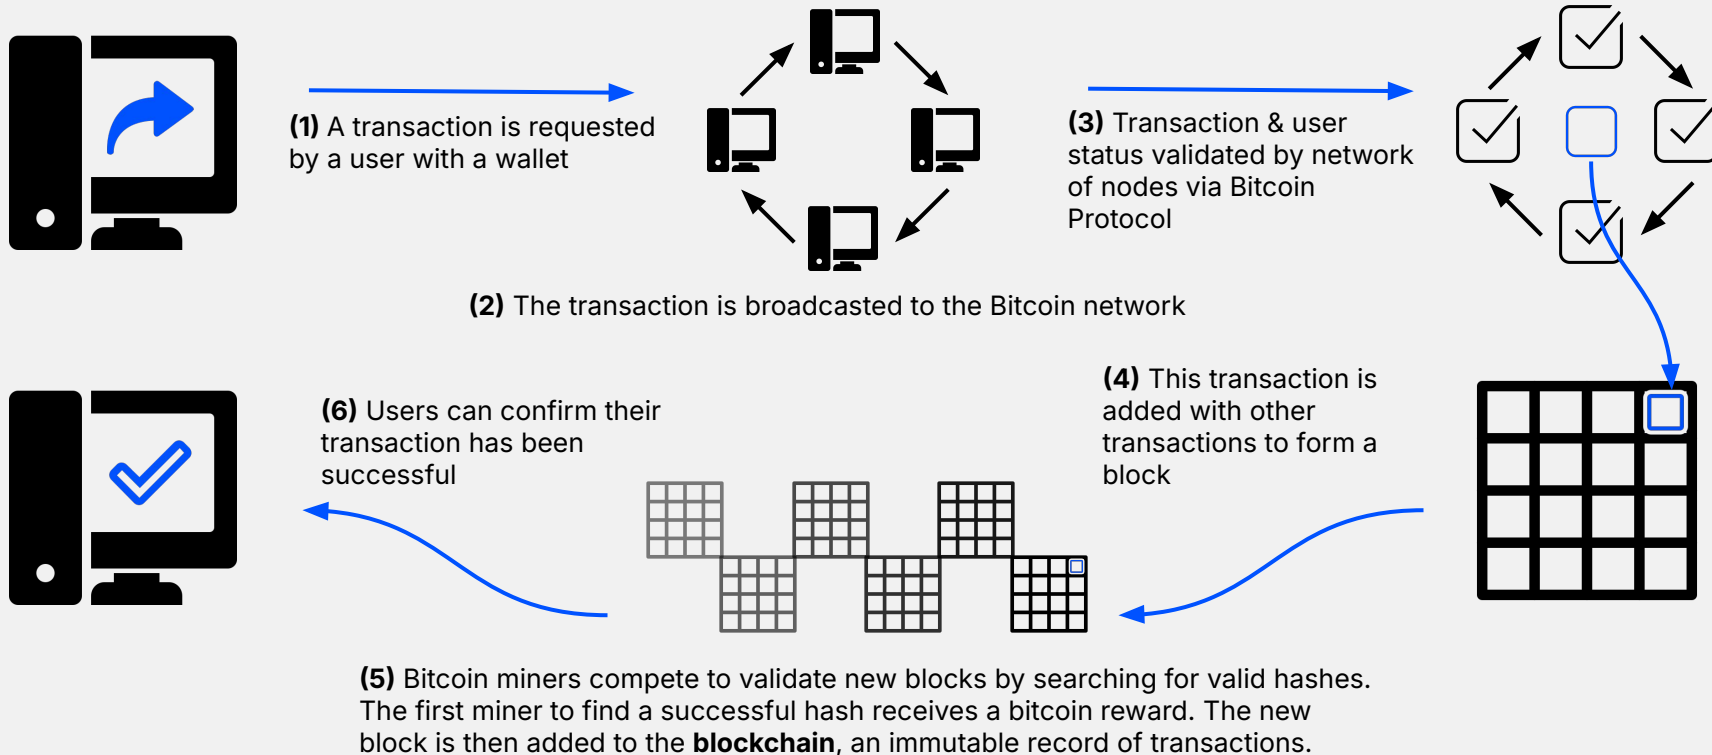 (1) A transaction is requested
by a user with a wallet
(2) The transaction is broadcasted to the Bitcoin network
(3) Transaction & user
status validated by network
of nodes via Bitcoin
Protocol
(4) This transaction is
added with other
transactions to form a
block
(5) Bitcoin miners compete to validate new blocks by searching for valid hashes.
The first miner to find a successful hash receives a bitcoin reward. The new
block is then added to the blockchain, an immutable record of transactions.
(6) Users can confirm their
transaction has been
successful